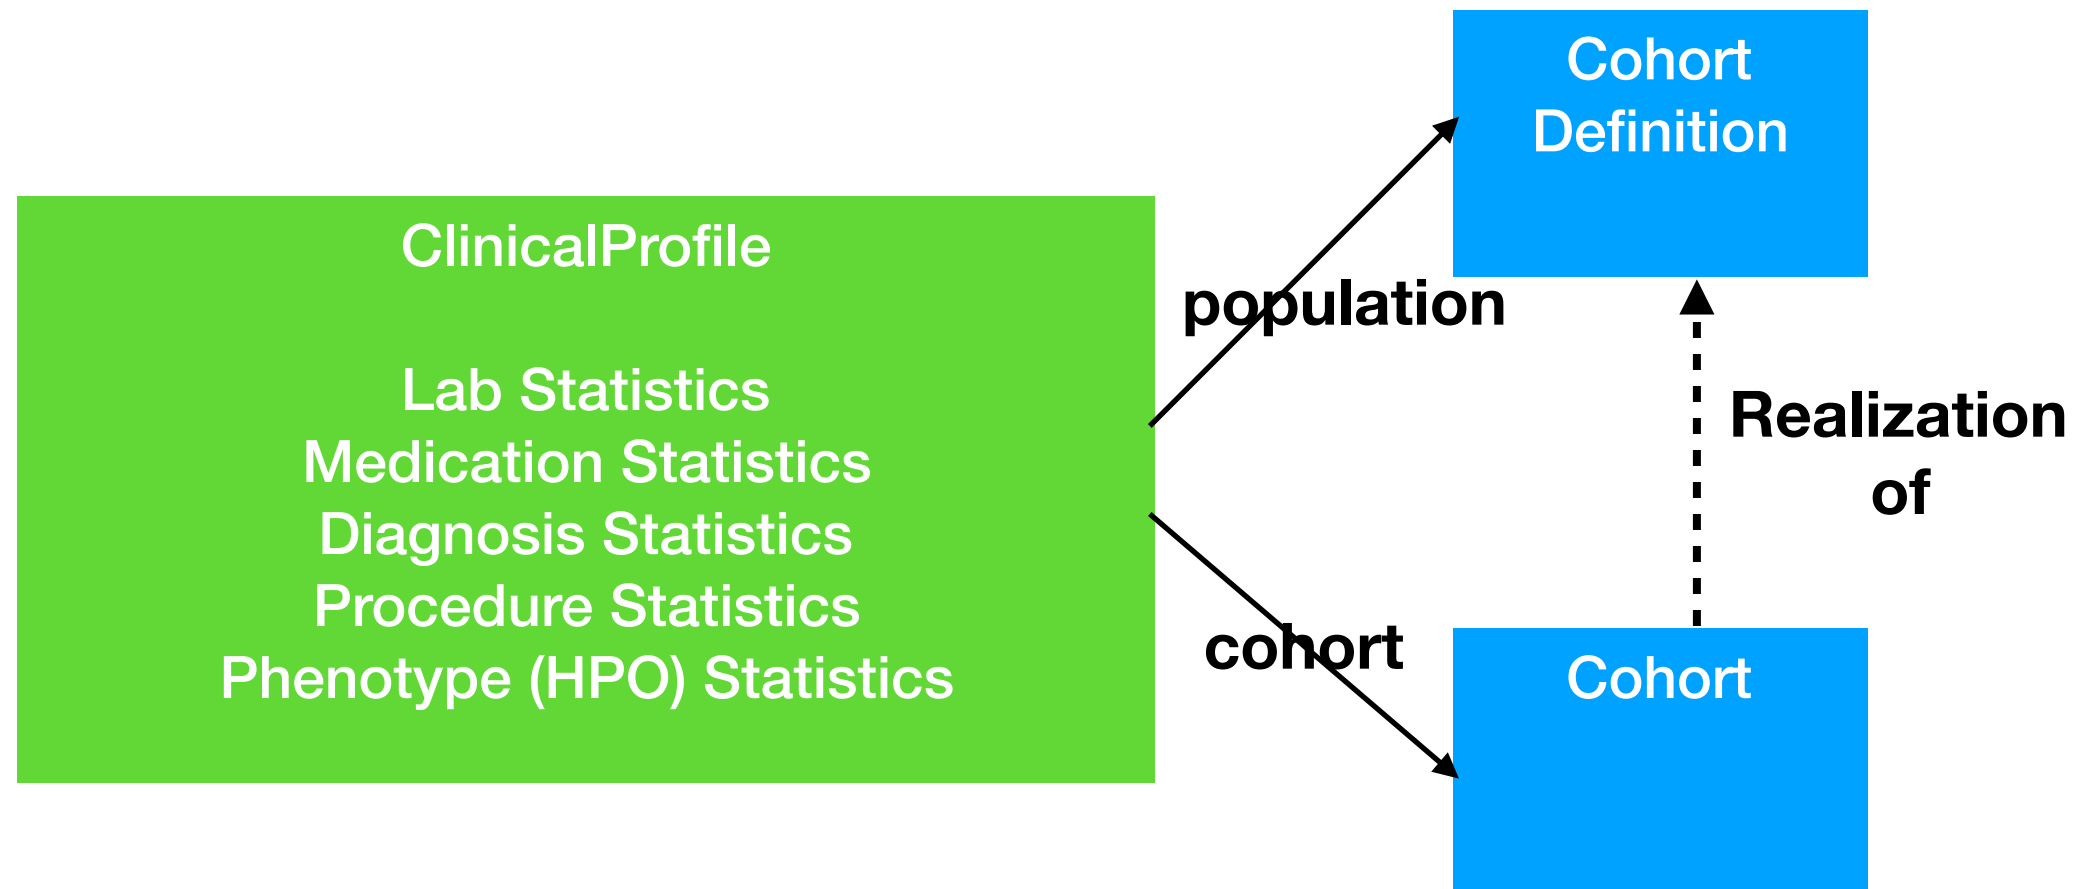 ClinicalProfile
Lab Statistics
Medication Statistics
Diagnosis Statistics
Procedure Statistics
Phenotype (HPO) Statistics
population
cohort
Cohort
Definition
Realization
of
Cohort